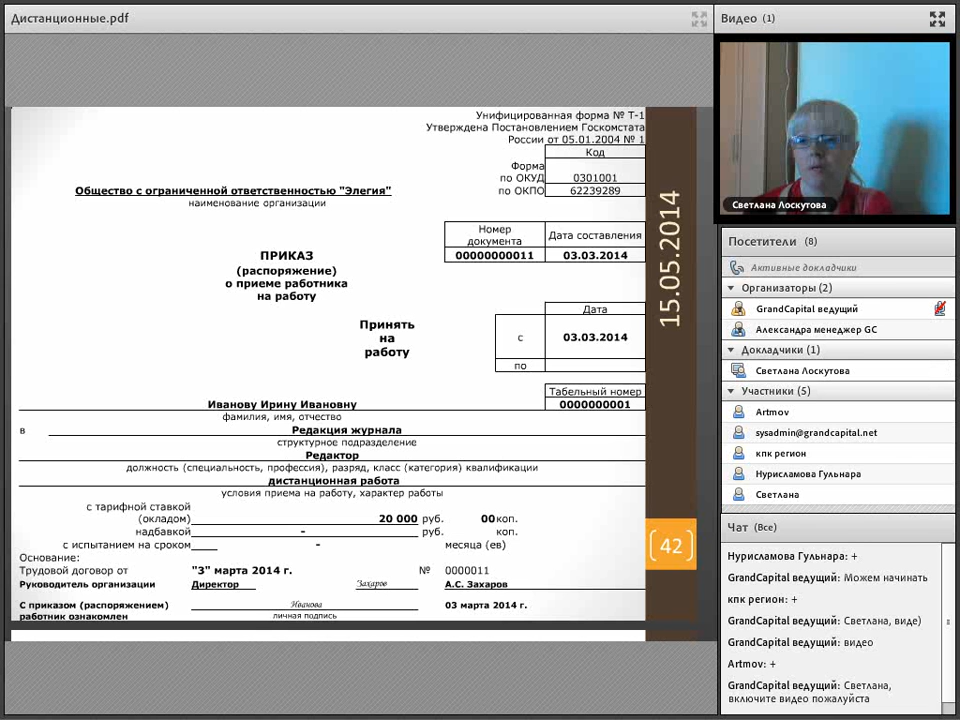 Дистанционные.pdf
Унифицированная форма № Т-1
Утверждена Постановлением Госкомстата
России от 05.01.2004 № 1
Код
Форма
по ОКУД 0301001
по ОКПО 62239289
Общество с ограниченной ответственностью "Элегия"
наименование организации
Номер документа Дата составления
00000000011 03.03.2014
ПРИКАЗ
(распоряжение)
о приеме работника
на работу
Дата
Принять
на
работу
с 03.03.2014
по
Табельный номер
Иванову Ирину Ивановну 0000000001
фамилия, имя, отчество
в Редакция журнала
структурное подразделение
Редактор
должность (специальность, профессия), разряд, класс (категория) квалификации
дистанционная работа
условия приема на работу, характер работы
с тарифной ставкой
(окладом) 20 000 руб. 00 коп.
надбавкой - руб. коп.
с испытанием на сроком - месяца (ев)
Основание:
Трудовой договор от "3" марта 2014 г. № 0000011
Руководитель организации Директор Захаров А.С. Захаров
С приказом (распоряжением)
работник ознакомлен
Иванова 03 марта 2014 г.
личная подпись
15.05.2014
42
Видео (1)
Светлана Лоскутова
Посетители (8)
Активные докладчики
Организаторы (2)
GrandCapital ведущий
Александра менеджер GC
Докладчики (1)
Светлана Лоскутова
Участники (5)
Artmov
sysadmin@grandcapital.net
кпк регион
Нурисламова Гульнара
Светлана
Чат (Все)
Нурисламова Гульнара: +
GrandCapital ведущий: Можем начинать
кпк регион: +
GrandCapital ведущий: Светлана, виде)
GrandCapital ведущий: видео
Artmov: +
GrandCapital ведущий: Светлана,
включите видео пожалуйста